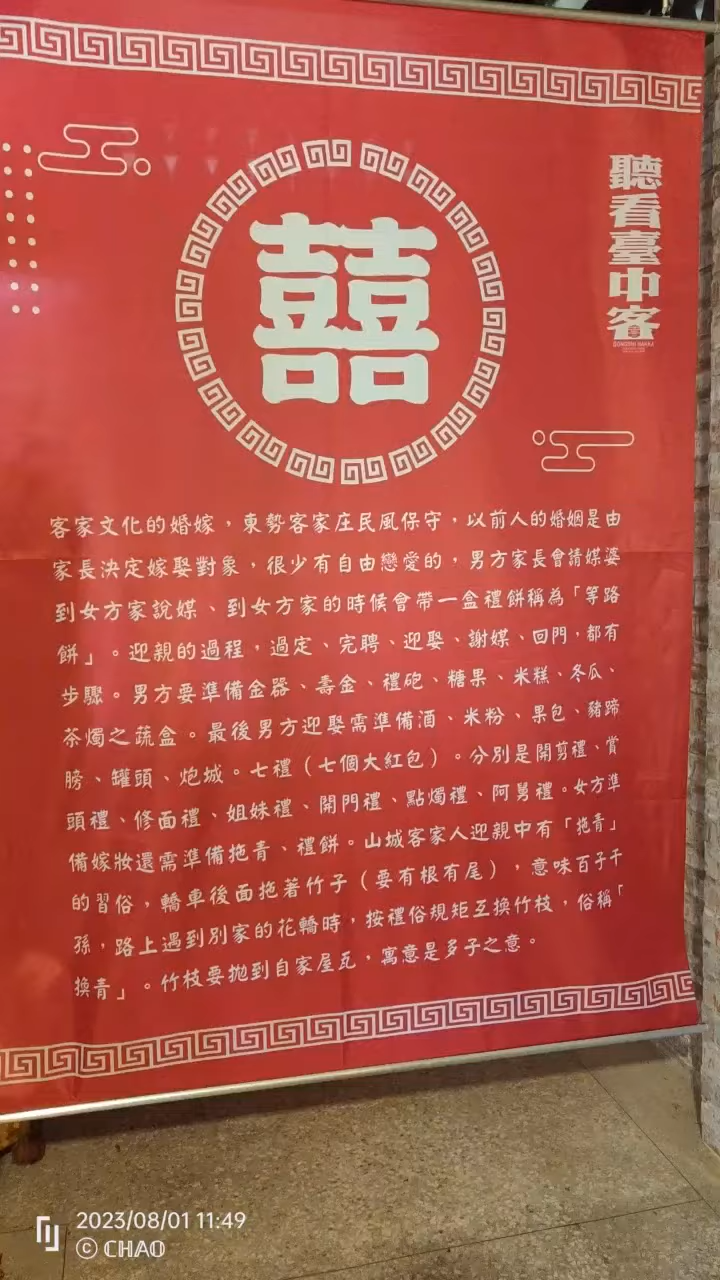 囍
聽看臺中客
客家文化的婚嫁，東勢客家庄民風保守，以前人的婚姻是由
家長決定嫁娶對象，很少有自由戀愛的，男方家長會請媒婆
到女方家說媒、到女方家的時候會帶一盒禮餅稱為「等路
餅」。迎親的過程，過定、完聘、迎娶、謝媒、回門，都有
步驟。男方要準備金器、壽金、禮砲、糖果、米糕、冬瓜、
茶燭之蔬盒。最後男方迎娶需準備酒、米粉、果包、豬蹄
膀、罐頭、炮城。七禮（七個大紅包）。分別是開剪禮、賞
頭禮、修面禮、姐妹禮、開門禮、點燭禮、阿舅禮。女方準
備嫁妝還需準備拖青、禮餅。山城客家人迎親中有「拖青」
的習俗，轎車後面拖著竹子（要有根有尾），意味百子千
孫，路上遇到別家的花轎時，按禮俗規矩互換竹枝，俗稱「
換青」。竹枝要拋到自家屋瓦，寓意是多子之意。
2023/08/01 11:49
© CHAO